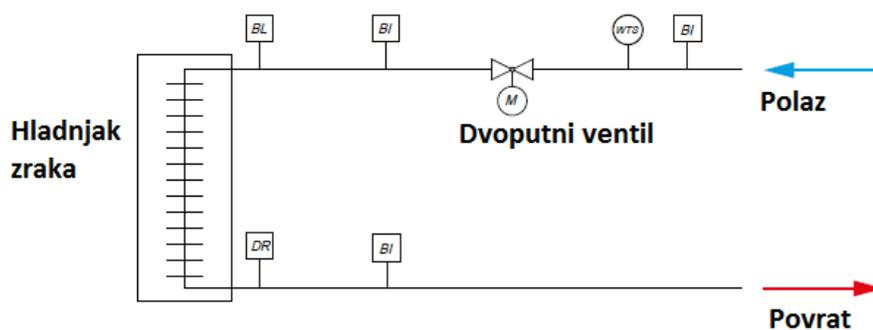 BL
BI
WTS
BI
M
Polaz
Dvoputni ventil
Hladnjak
zraka
DR
BI
Povrat